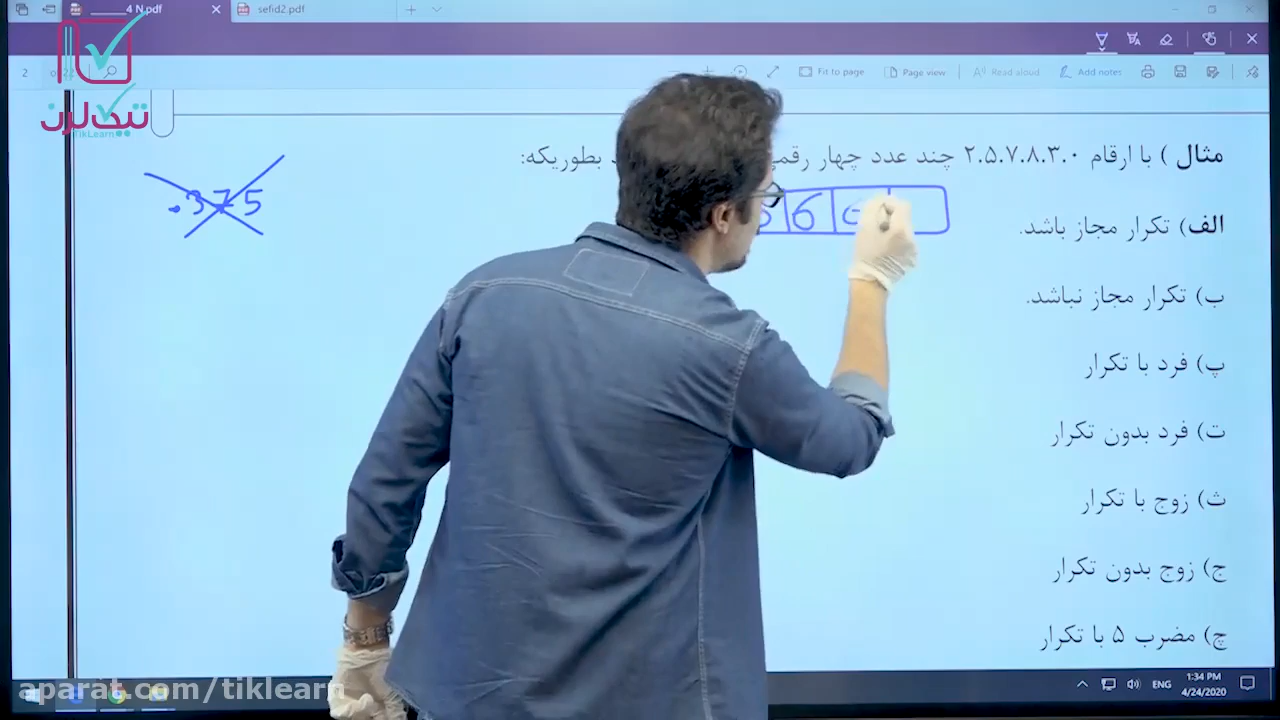 4 N.pdf
sefid2.pdf
2
Fit to page
Page view
Read aloud
Add notes
تیک‌لرن
TikLearn
مثال ) با ارقام ۲.۵.۷.۸.۳.۰ چند عدد چهار رقمی بطوریکه:
.375
6
الف) تکرار مجاز باشد.
ب) تکرار مجاز نباشد.
پ) فرد با تکرار
ت) فرد بدون تکرار
ث) زوج با تکرار
ج) زوج بدون تکرار
چ) مضرب ۵ با تکرار
aparat.com/tiklearn
ENG
1:34 PM
4/24/2020